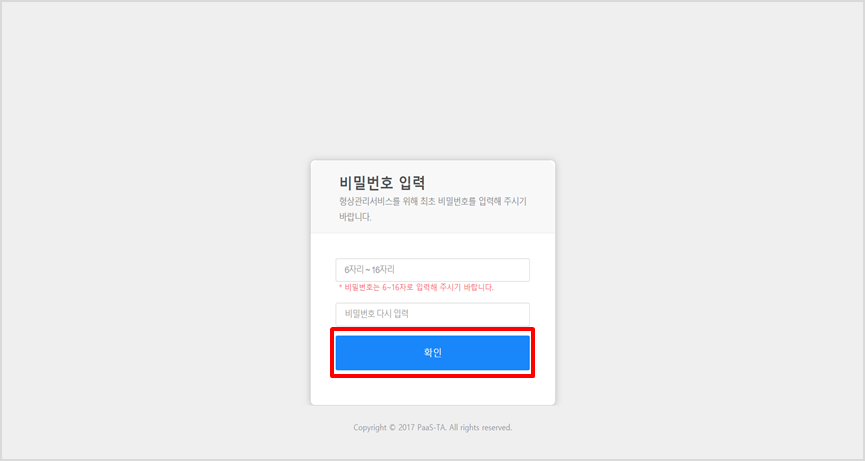 비밀번호 입력
형상관리서비스를 위해 최초 비밀번호를 입력해 주시기
바랍니다.
6자리 ~ 16자리
* 비밀번호는 6~16자로 입력해 주시기 바랍니다.
비밀번호 다시 입력
확인
Copyright © 2017 PaaS-TA. All rights reserved.